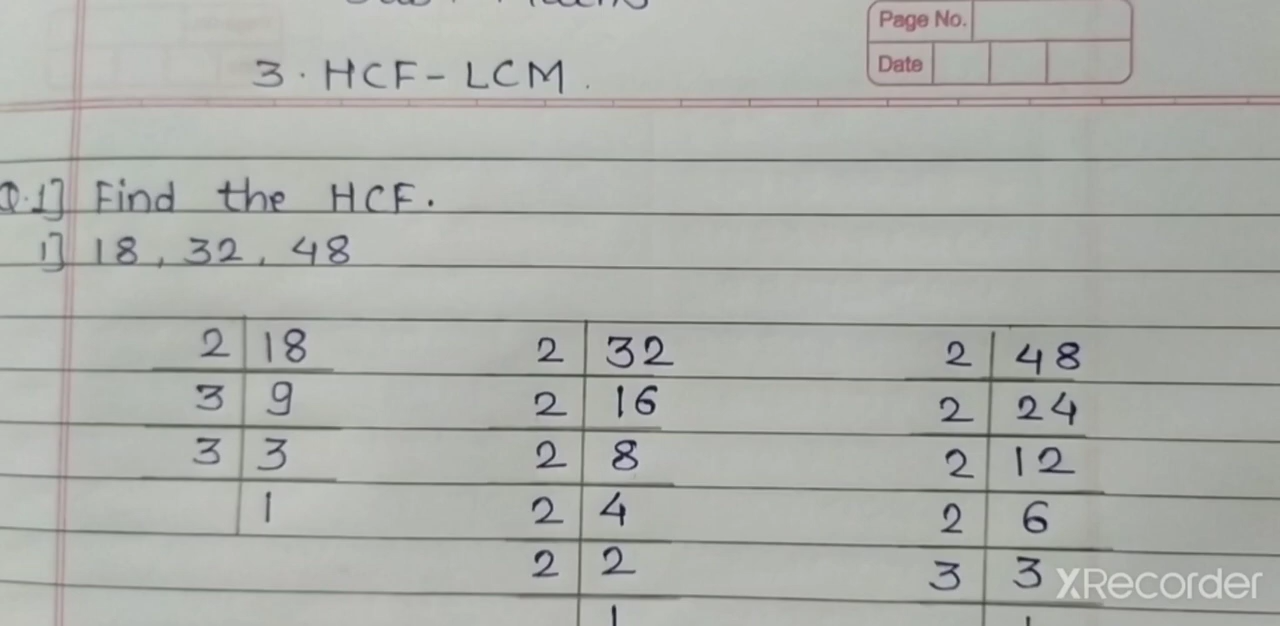 Page No.
Date
3. HCF-LCM.
Q.1] Find the HCF.
1] 18, 32, 48
2 18 2 32 2 48
3 9 2 16 2 24
3 3 2 8 2 12
1 2 4 2 6
2 2 3 3
1 1
XRecorder